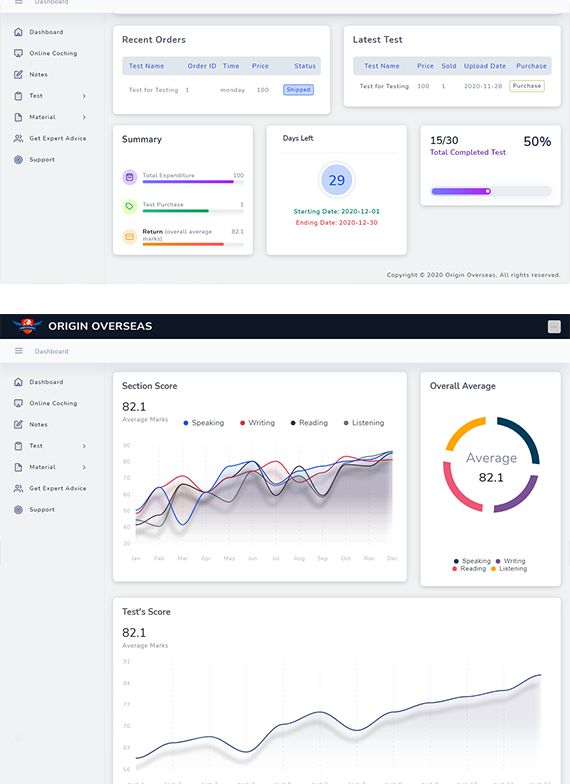 Dashboard
Dashboard
Online Coching
Notes
Test
Material
Get Expert Advice
Support
Recent Orders
Test Name Order ID Time Price Status
Test for Testing 1 monday 100 Shipped
Latest Test
Test Name Price Sold Upload Date Purchase
Test for Testing 100 1 2020-11-28 Purchase
Summary
Total Expenditure 100
Test Purchase 1
Return (overall average 82.1
marks)
Days Left
29
Starting Date: 2020-12-01
Ending Date: 2020-12-30
15/30 50%
Total Completed Test
Copyright © 2020 Origin Overseas. All rights reserved.
ORIGIN OVERSEAS
Dashboard
Dashboard
Online Coching
Notes
Test
Material
Get Expert Advice
Support
Section Score
82.1
Average Marks
Speaking Writing Reading Listening
90
80
70
60
50
40
30
Jan Feb Mar Apr May Jun Jul Aug Sep Oct Nov Dec
Overall Average
Average
82.1
Speaking Writing
Reading Listening
Test's Score
82.1
Average Marks
91
84
77
70
63
56